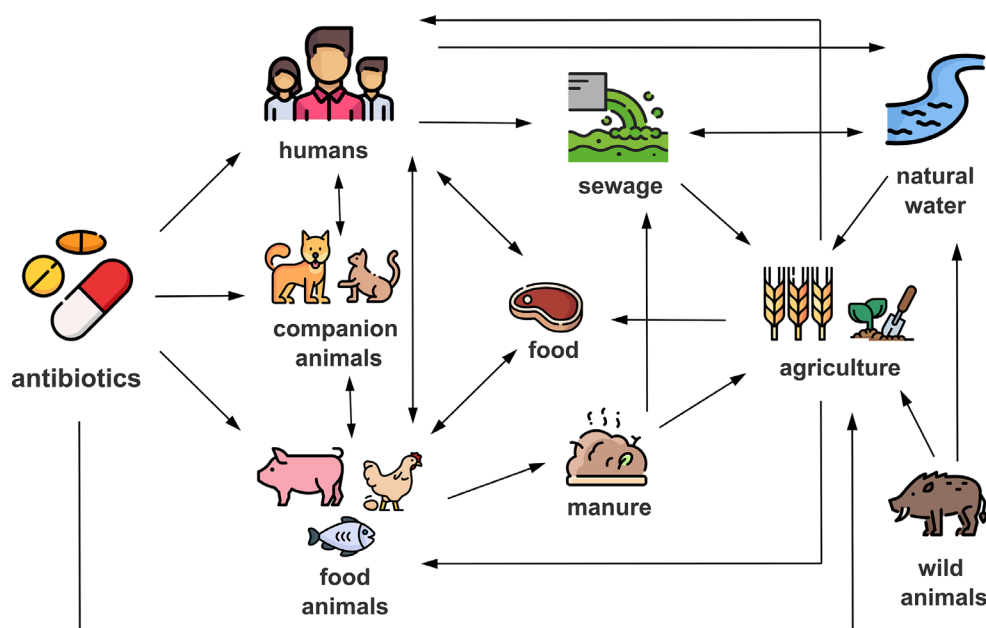 humans
sewage
natural
water
antibiotics
companion
animals
food
agriculture
manure
food
animals
wild
animals